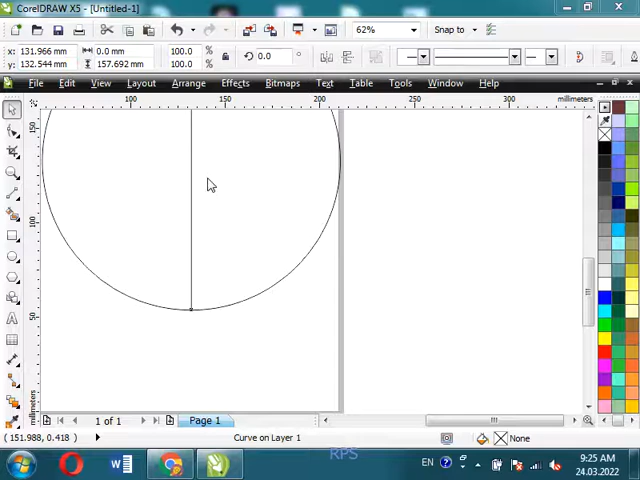 CorelDRAW X5 - [Untitled-1]
62%
Snap to
x: 131.966 mm
y: 132.544 mm
0.0 mm
157.692 mm
100.0
100.0
%
%
0.0
File Edit View Layout Arrange Effects Bitmaps Text Table Tools Window Help
100 150 200 250 300 millimeters
150
100
50
millimeters
1 of 1
Page 1
(151.988, 0.418)
Curve on Layer 1
None
RPS
EN
9:25 AM
24.03.2022